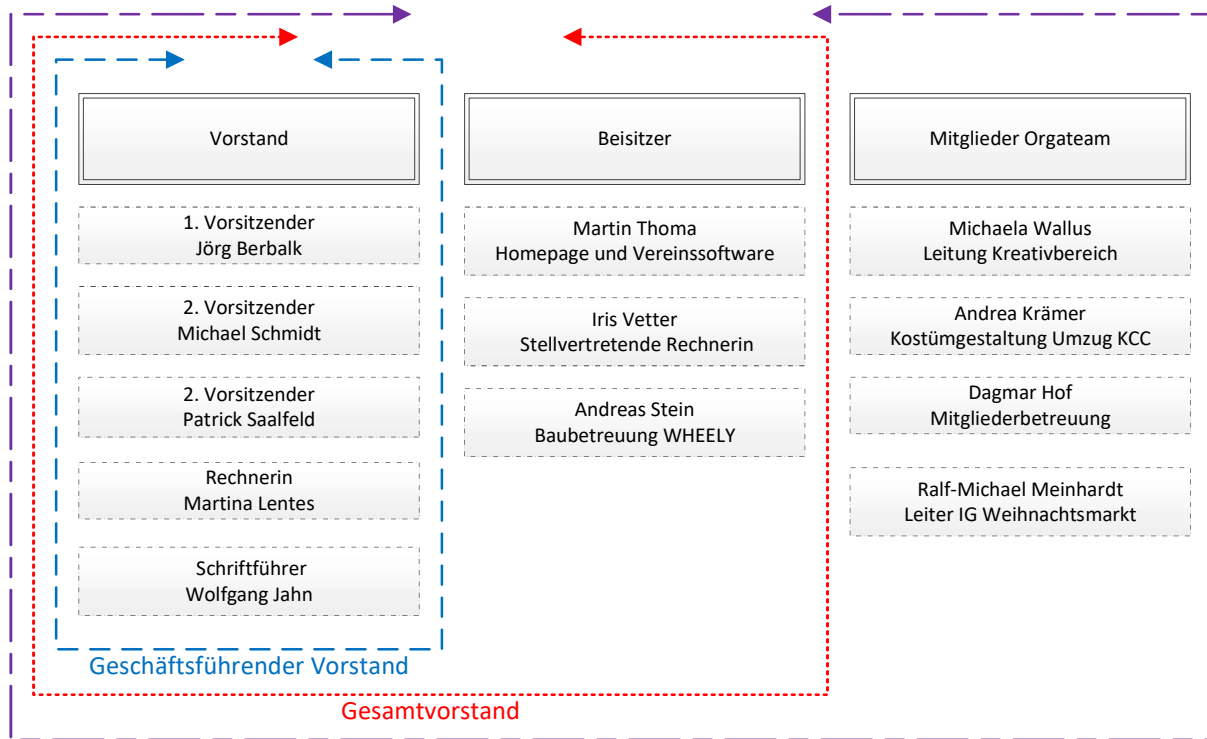 Vorstand
1. Vorsitzender
Jörg Berbalk
2. Vorsitzender
Michael Schmidt
2. Vorsitzender
Patrick Saalfeld
Rechnerin
Martina Lentes
Schriftführer
Wolfgang Jahn
Geschäftsführender Vorstand
Beisitzer
Martin Thoma
Homepage und Vereinssoftware
Iris Vetter
Stellvertretende Rechnerin
Andreas Stein
Baubetreuung WHEELY
Gesamtvorstand
Mitglieder Orgateam
Michaela Wallus
Leitung Kreativbereich
Andrea Krämer
Kostümgestaltung Umzug KCC
Dagmar Hof
Mitgliederbetreuung
Ralf-Michael Meinhardt
Leiter IG Weihnachtsmarkt